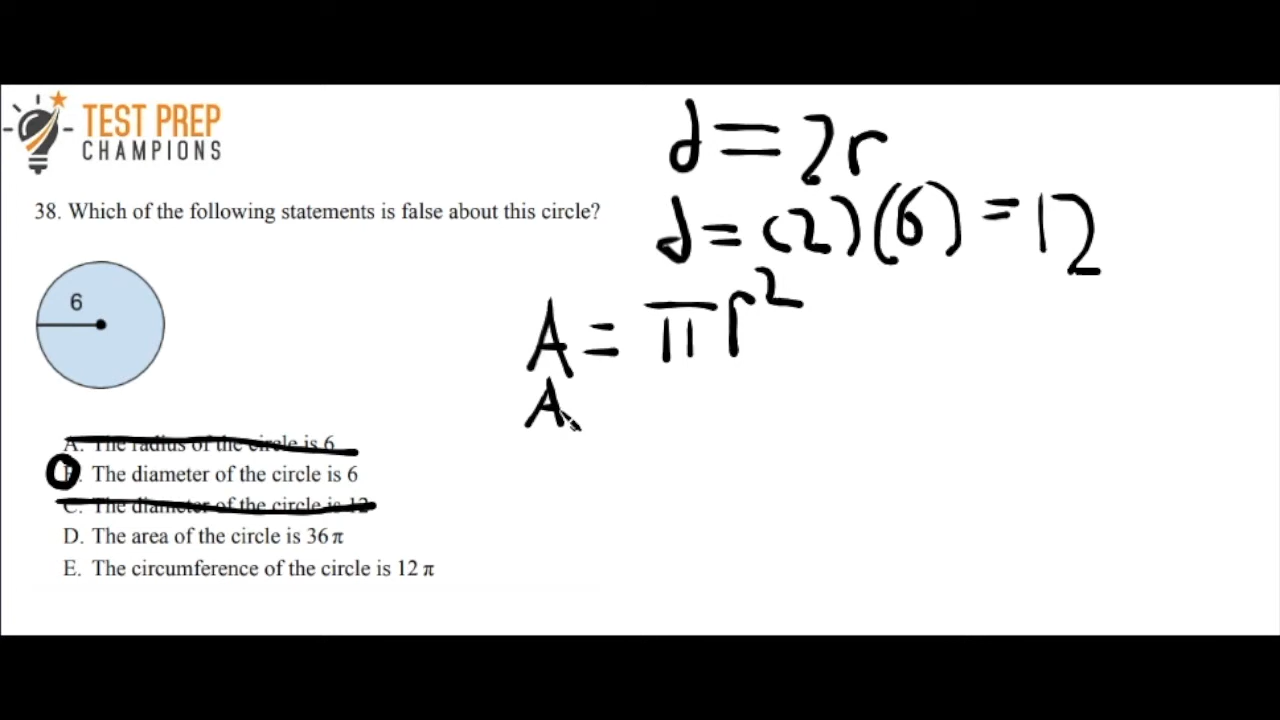 TEST PREP
CHAMPIONS
38. Which of the following statements is false about this circle?
6
A. The radius of the circle is 6
B. The diameter of the circle is 6
C. The diameter of the circle is 12
D. The area of the circle is 36π
E. The circumference of the circle is 12 π
d = 2r
d = (2)(6) = 12
A = πr²
A